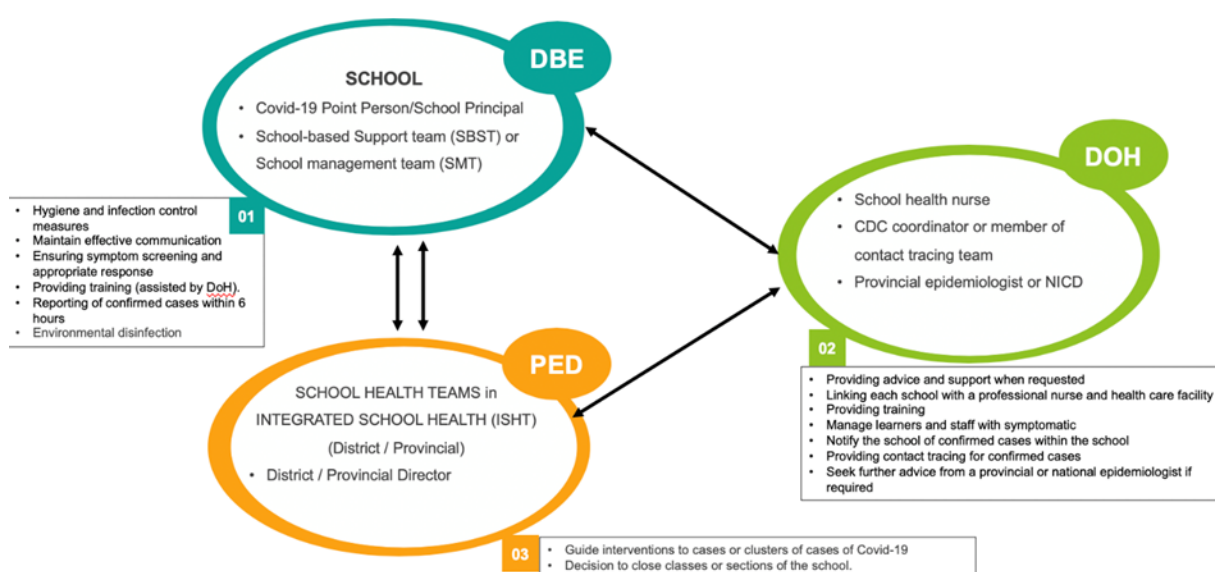 DBE
SCHOOL
• Covid-19 Point Person/School Principal
• School-based Support team (SBST) or
School management team (SMT)
01
• Hygiene and infection control
measures
• Maintain effective communication
• Ensuring symptom screening and
appropriate response
• Providing training (assisted by DoH).
• Reporting of confirmed cases within 6
hours
• Environmental disinfection
DOH
• School health nurse
• CDC coordinator or member of
contact tracing team
• Provincial epidemiologist or NICD
02
• Providing advice and support when requested
• Linking each school with a professional nurse and health care facility
• Providing training
• Manage learners and staff with symptomatic
• Notify the school of confirmed cases within the school
• Providing contact tracing for confirmed cases
• Seek further advice from a provincial or national epidemiologist if
required
PED
SCHOOL HEALTH TEAMS in
INTEGRATED SCHOOL HEALTH (ISHT)
(District / Provincial)
• District / Provincial Director
03
• Guide interventions to cases or clusters of cases of Covid-19
• Decision to close classes or sections of the school.